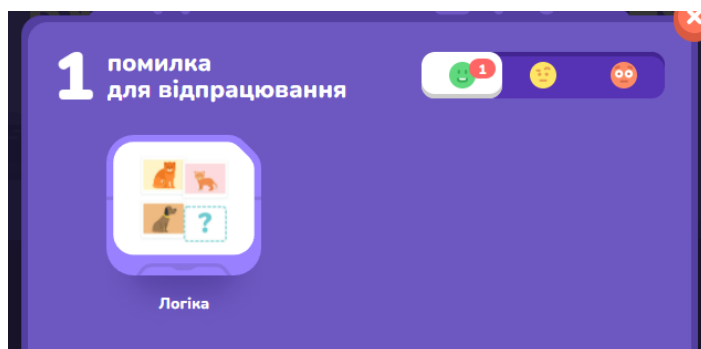 1
помилка
для відпрацювання
1
?
Логіка